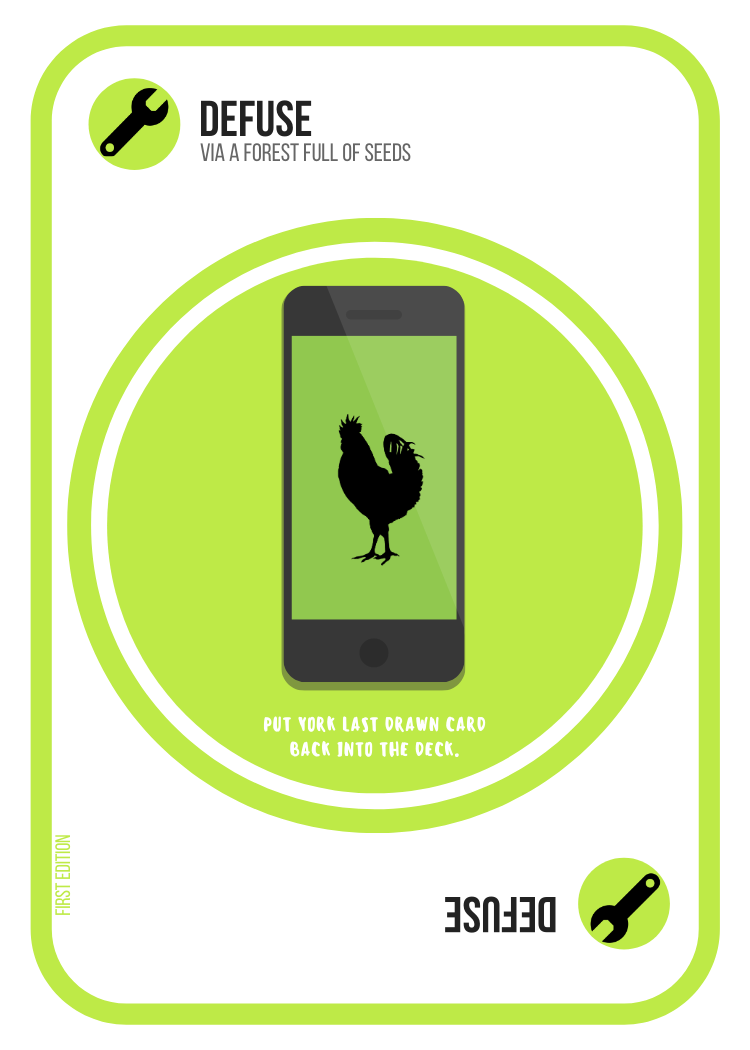 DEFUSE
VIA A FOREST FULL OF SEEDS
PUT YORK LAST DRAWN CARD
BACK INTO THE DECK.
FIRST EDITION
DEFUSE